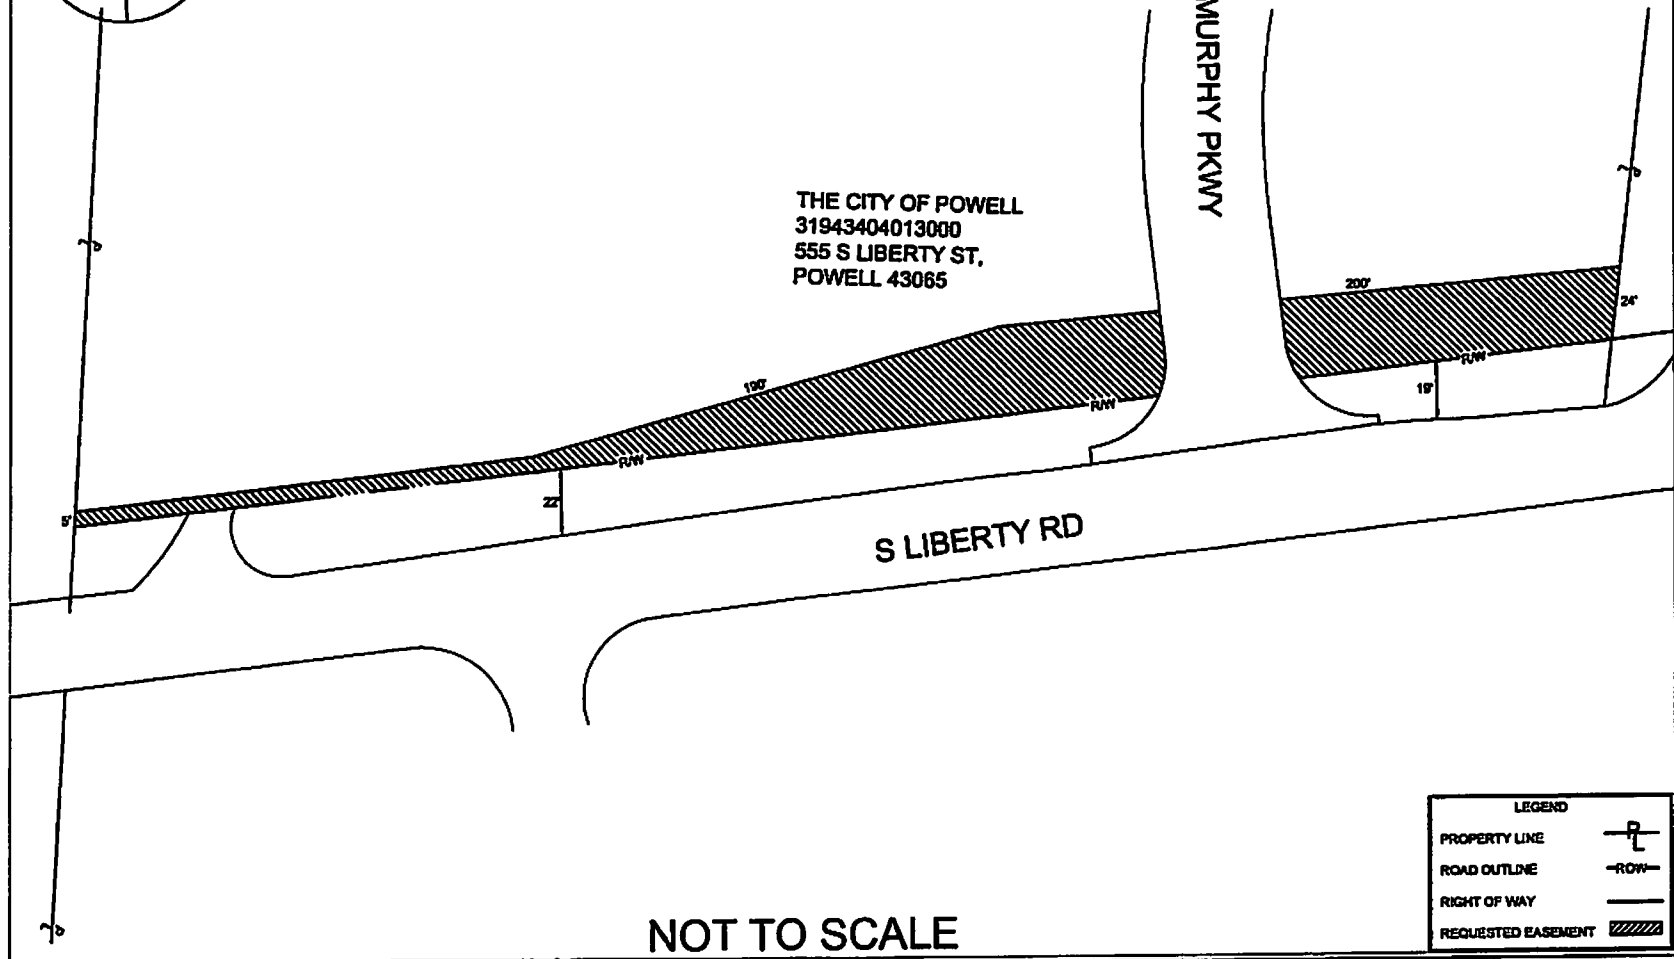 MURPHY PKWY
THE CITY OF POWELL
31943404013000
555 S LIBERTY ST,
POWELL 43065
200'
24'
R/W
19'
190'
R/W
R/W
22'
5'
S LIBERTY RD
NOT TO SCALE
LEGEND
PROPERTY LINE PL
ROAD OUTLINE ROW
RIGHT OF WAY
REQUESTED EASEMENT